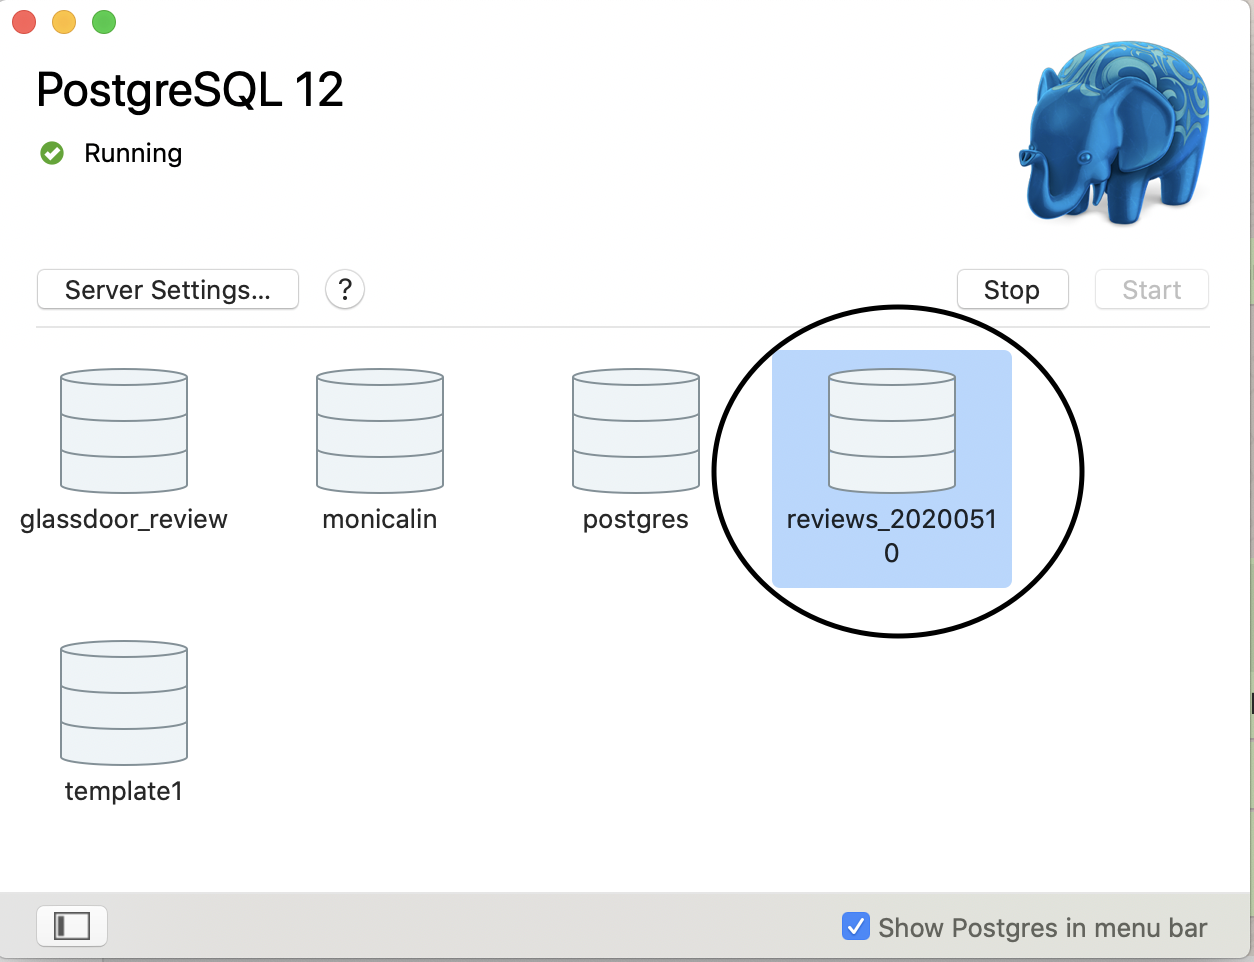 PostgreSQL 12
Running
Server Settings...
?
Stop
Start
glassdoor_review
monicalin
postgres
reviews_2020051
0
template1
Show Postgres in menu bar